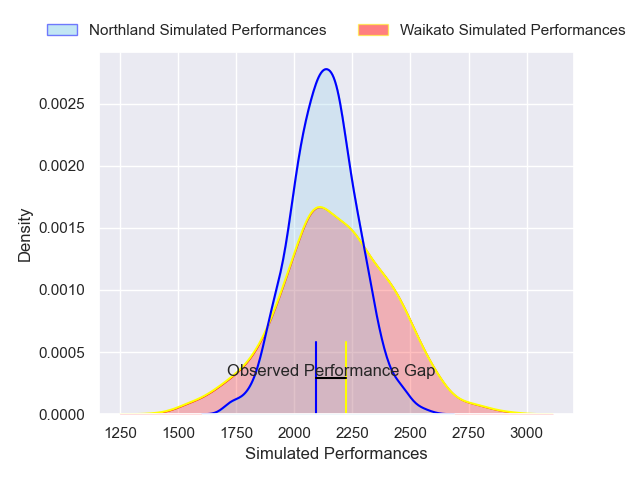 Northland Simulated Performances
Waikato Simulated Performances
0.0025
0.0020
0.0015
0.0010
0.0005
0.0000
Density
Observed Performance Gap
1250 1500 1750 2000 2250 2500 2750 3000
Simulated Performances